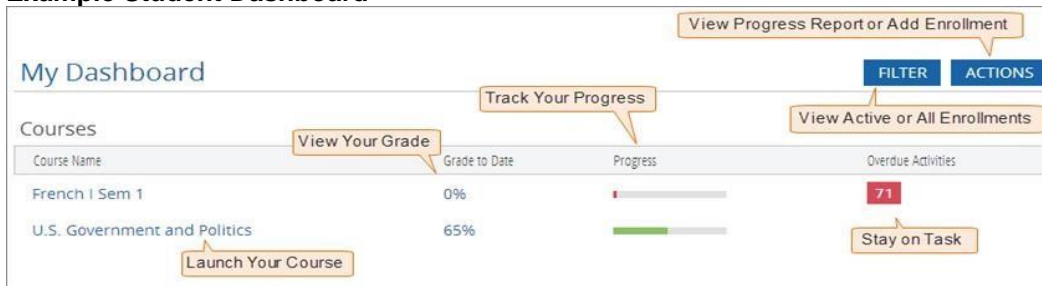 Example Student Dashboard
View Progress Report or Add Enrollment
My Dashboard
FILTER ACTIONS
Track Your Progress
View Active or All Enrollments
Courses
View Your Grade
Course Name Grade to Date Progress Overdue Activities
French I Sem 1 0% 71
U.S. Government and Politics 65%
Stay on Task
Launch Your Course